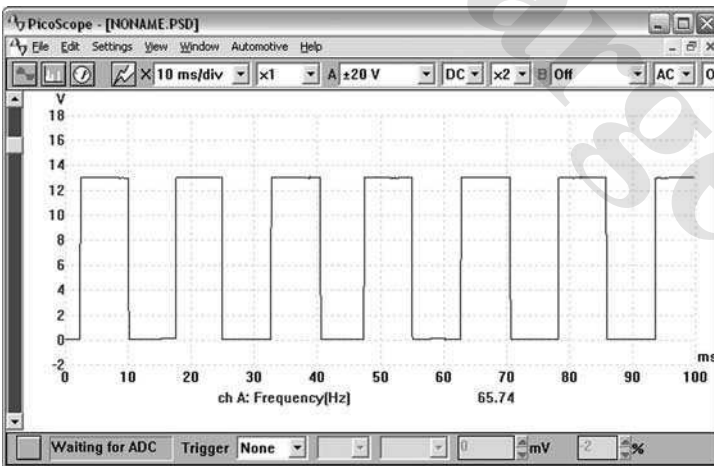 PicoScope - [NONAME.PSD]
File Edit Settings View Window Automotive Help
X 10 ms/div x1 A ±20 V DC x2 B Off AC O
V
18
16
14
12
10
8
6
4
2
0
-2
ms
0 10 20 30 40 50 60 70 80 90 100
ch A: Frequency(Hz) 65.74
Waiting for ADC Trigger None 0 mV -2 %